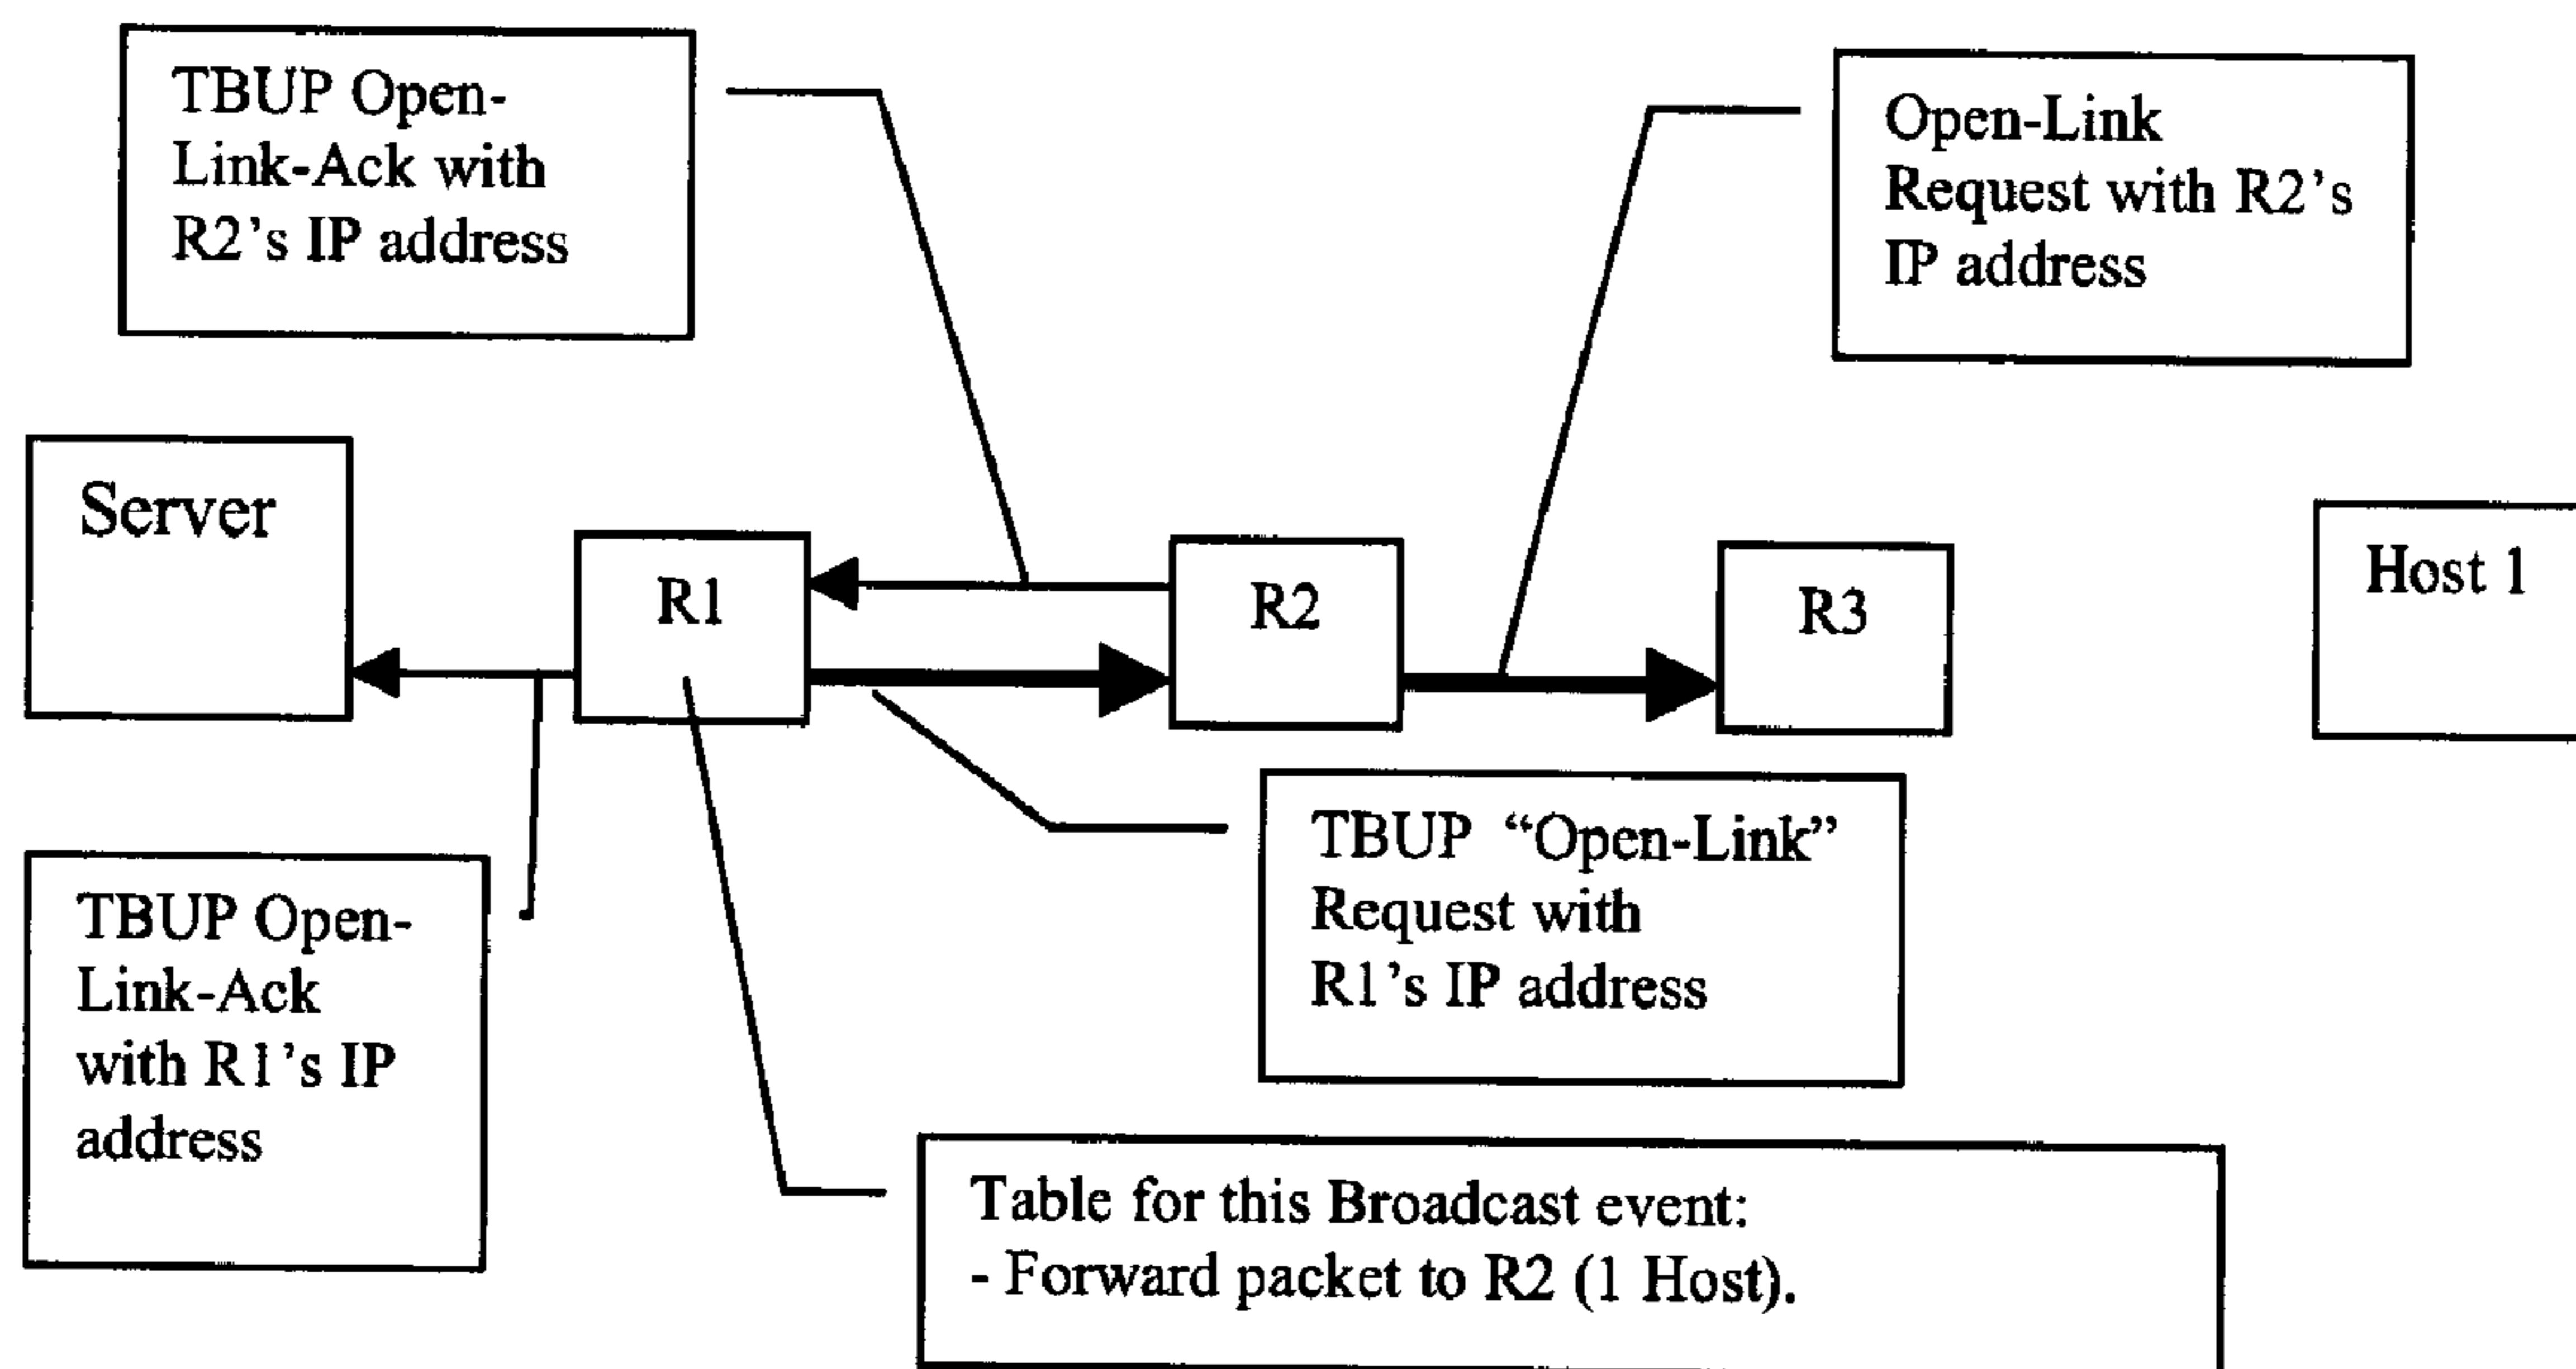 TBUP Open-
Link-Ack with
R2's IP address
Open-Link
Request with R2's
IP address
Server
R1
R2
R3
Host 1
TBUP Open-
Link-Ack
with R1's IP
address
TBUP “Open-Link”
Request with
R1's IP address
Table for this Broadcast event:
- Forward packet to R2 (1 Host).